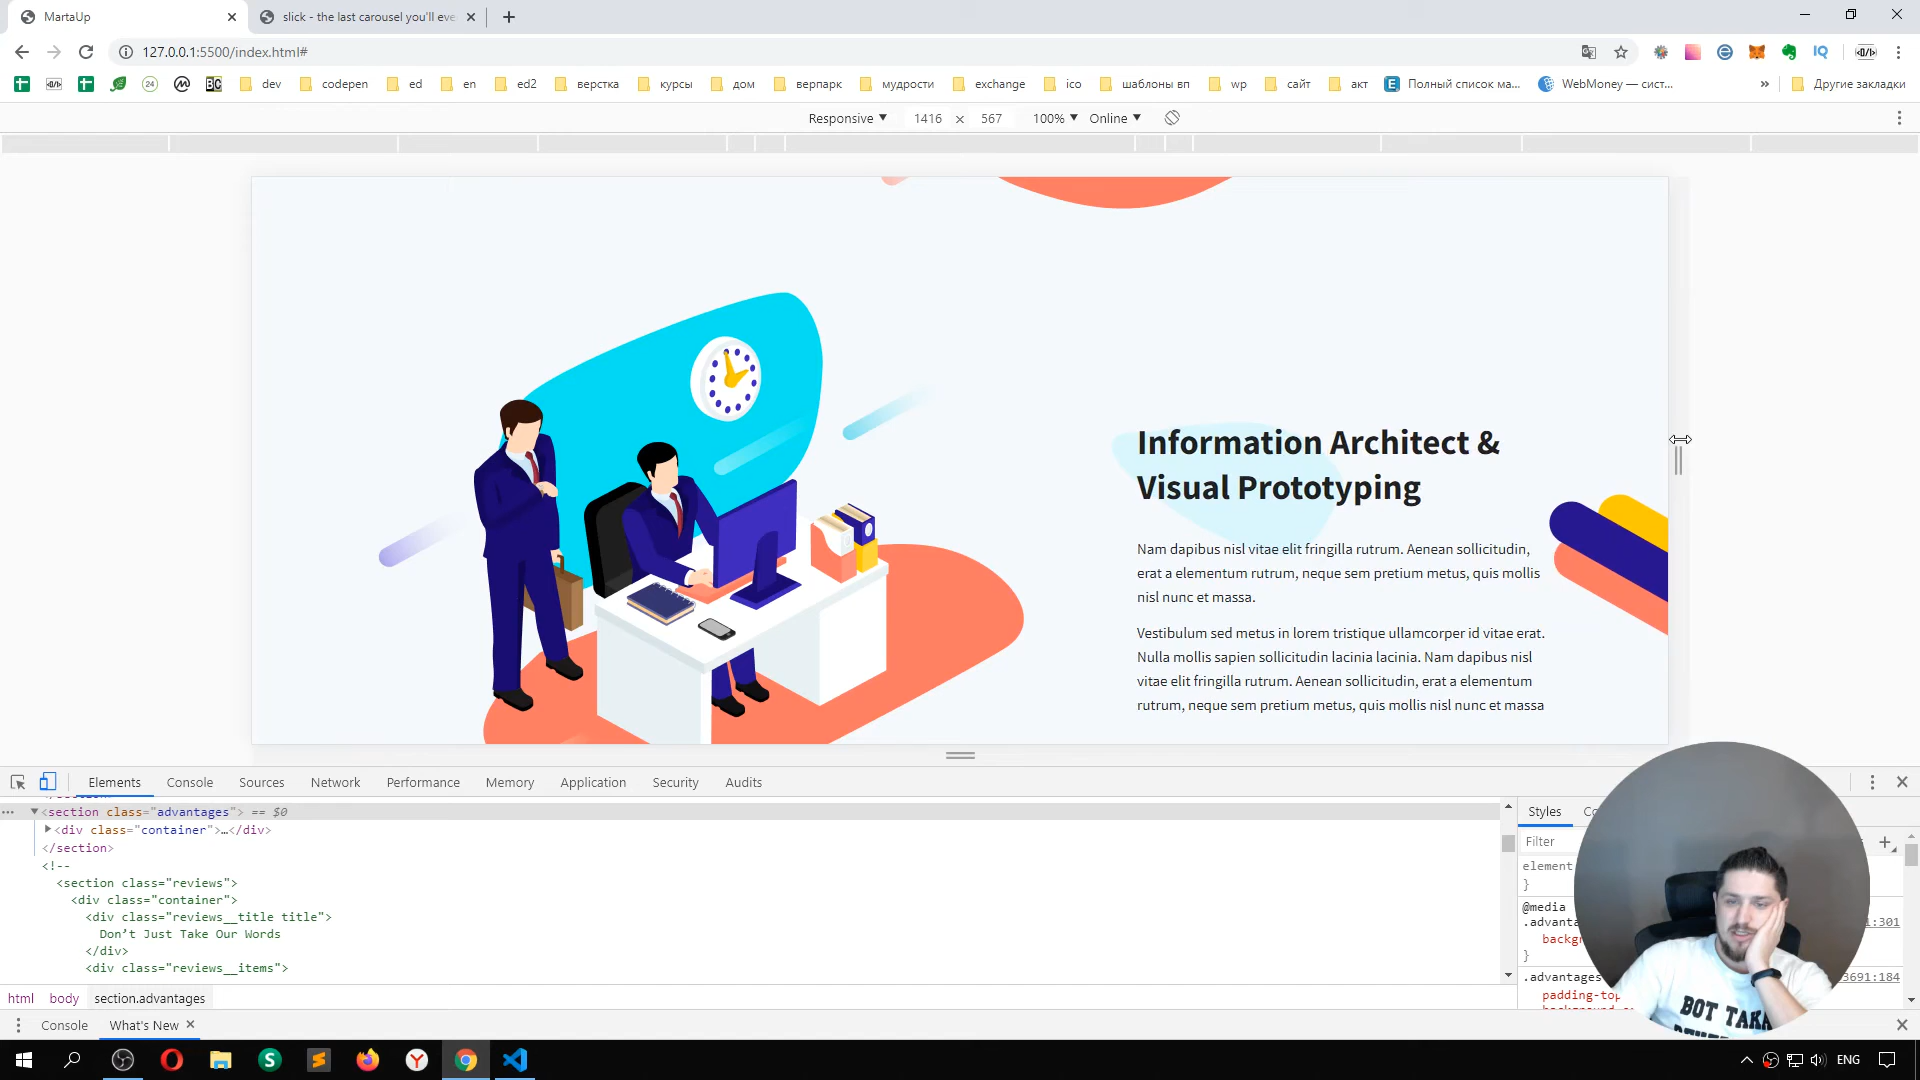 MartaUp
slick - the last carousel you'll eve
127.0.0.1:5500/index.html#
24
BC
dev
codepen
ed
en
ed2
верстка
курсы
дом
верпарк
мудрости
exchange
ico
шаблоны вп
wp
сайт
акт
Полный список ма...
WebMoney — сист...
»
Другие закладки
Responsive
1416 × 567
100%
Online
Information Architect &
Visual Prototyping
Nam dapibus nisl vitae elit fringilla rutrum. Aenean sollicitudin,
erat a elementum rutrum, neque sem pretium metus, quis mollis
nisl nunc et massa.
Vestibulum sed metus in lorem tristique ullamcorper id vitae erat.
Nulla mollis sapien sollicitudin lacinia lacinia. Nam dapibus nisl
vitae elit fringilla rutrum. Aenean sollicitudin, erat a elementum
rutrum, neque sem pretium metus, quis mollis nisl nunc et massa
Elements
Console
Sources
Network
Performance
Memory
Application
Security
Audits
<section class="advantages"> == $0
<div class="container">…</div>
</section>
<!--
<section class="reviews">
<div class="container">
<div class="reviews__title title">
Don’t Just Take Our Words
</div>
<div class="reviews__items">
Styles
Filter
element
}
@media
.advanta
:301
backgr
}
.advantages
3691:184
padding-top
html
body
section.advantages
Console
What's New
BOT TAKA
ENG